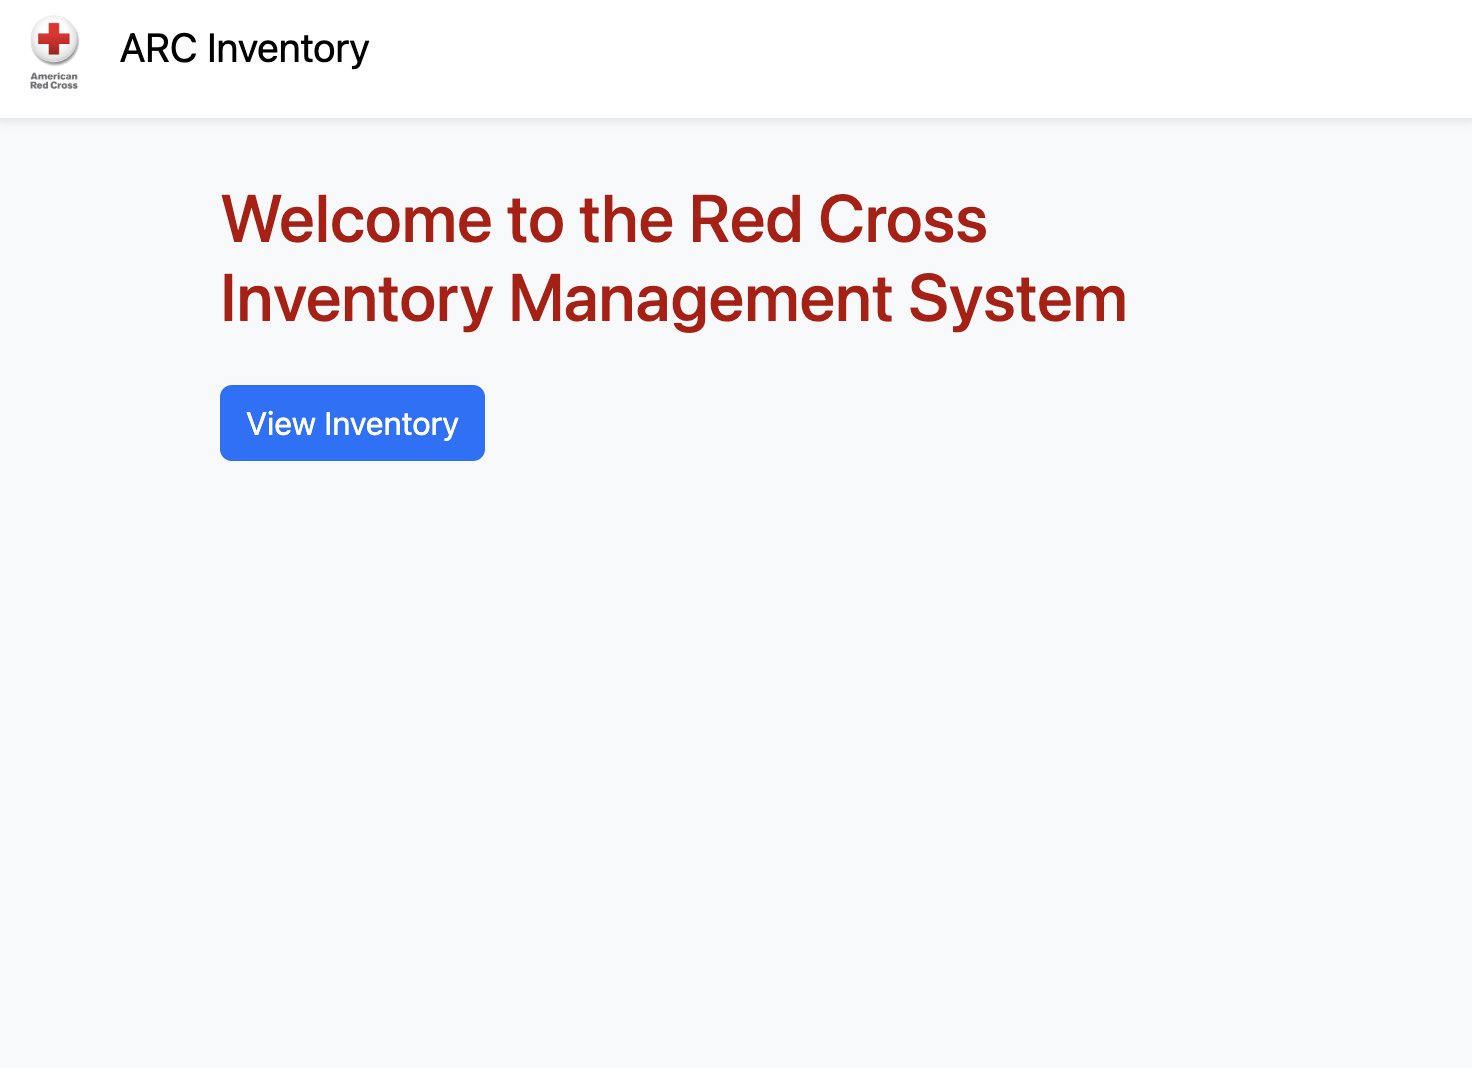 American
Red Cross
ARC Inventory
Welcome to the Red Cross
Inventory Management System
View Inventory